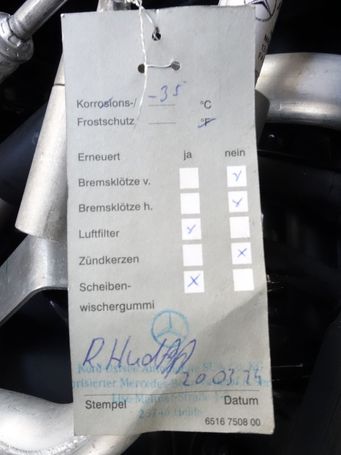 Korrosions-/ -35 °C
Frostschutz °F
Erneuert ja nein
Bremsklötze v.
Bremsklötze h.
Luftfilter
Zündkerzen
Scheiben-
wischergummi
20.03.
Stempel Datum
6516 7508 00